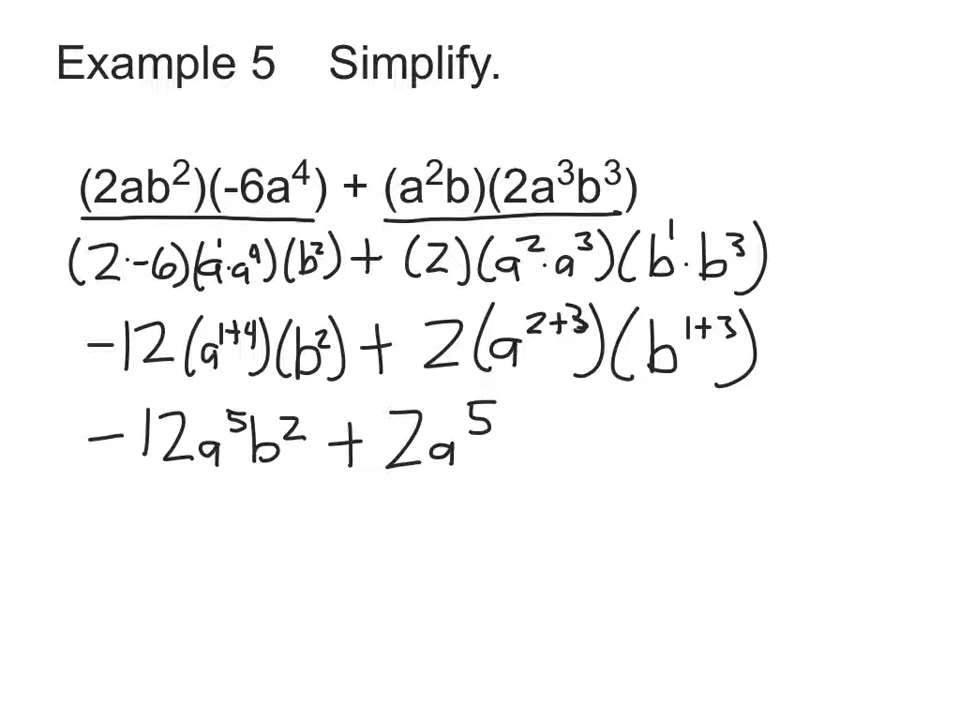 Example 5 Simplify.
(2ab²)(-6a⁴) + (a²b)(2a³b³)
(2·-6)(a¹·a⁴)(b²) + (2)(a²·a³)(b¹·b³)
-12(a¹⁺⁴)(b²) + 2(a²⁺³)(b¹⁺³)
-12a⁵b² + 2a⁵